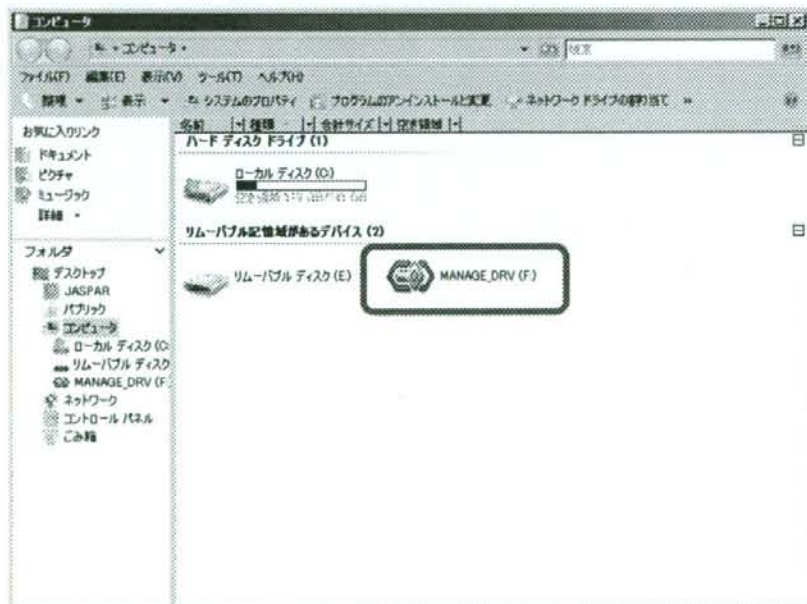 コンピュータ
コンピュータ
検索
ファイル(F) 編集(E) 表示(V) ツール(T) ヘルプ(H)
整理 表示 システムのプロパティ プログラムのアンインストールと変更 ネットワーク ドライブの割り当て »
お気に入りリンク
ドキュメント
ピクチャ
ミュージック
詳細
フォルダ
デスクトップ
JASPAR
パブリック
コンピュータ
ローカル ディスク (C:
リムーバブル ディスク
MANAGE_DRV (F:
ネットワーク
コントロール パネル
ごみ箱
名前 種類 合計サイズ 空き領域
ハード ディスク ドライブ (1)
ローカル ディスク (C:)
リムーバブル記憶域があるデバイス (2)
リムーバブル ディスク (E:)
MANAGE_DRV (F:)